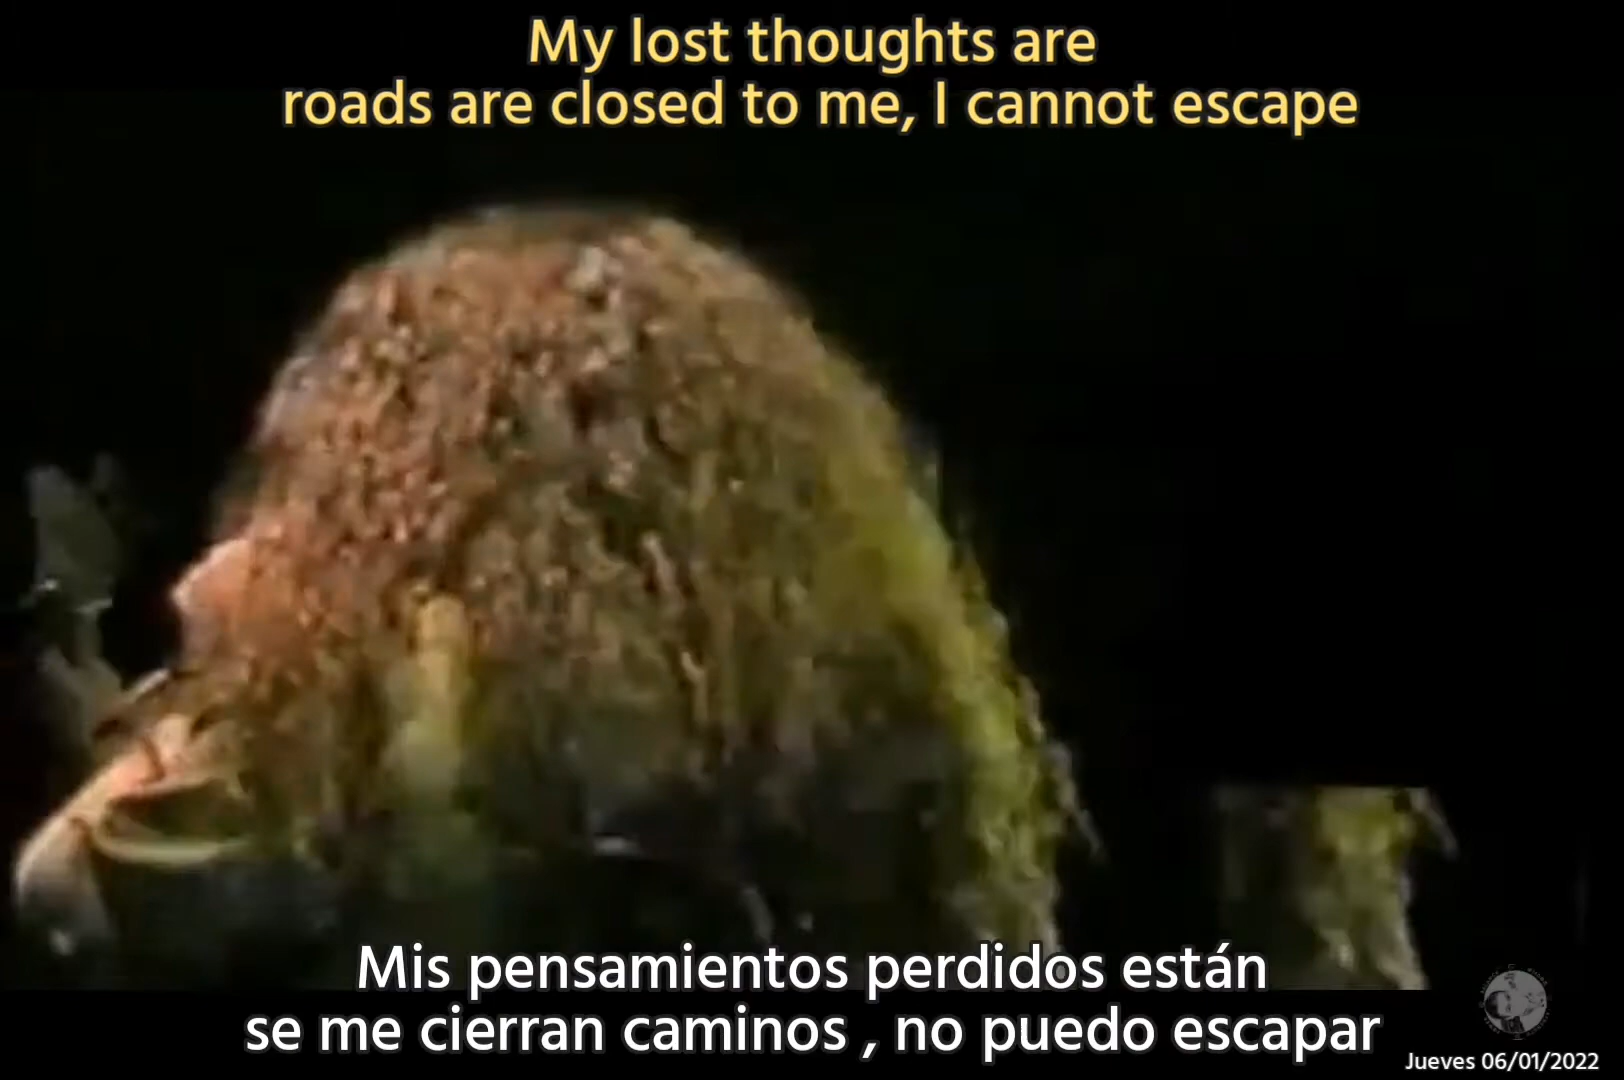 My lost thoughts are
roads are closed to me, I cannot escape
Mis pensamientos perdidos están
se me cierran caminos , no puedo escapar
Jueves 06/01/2022